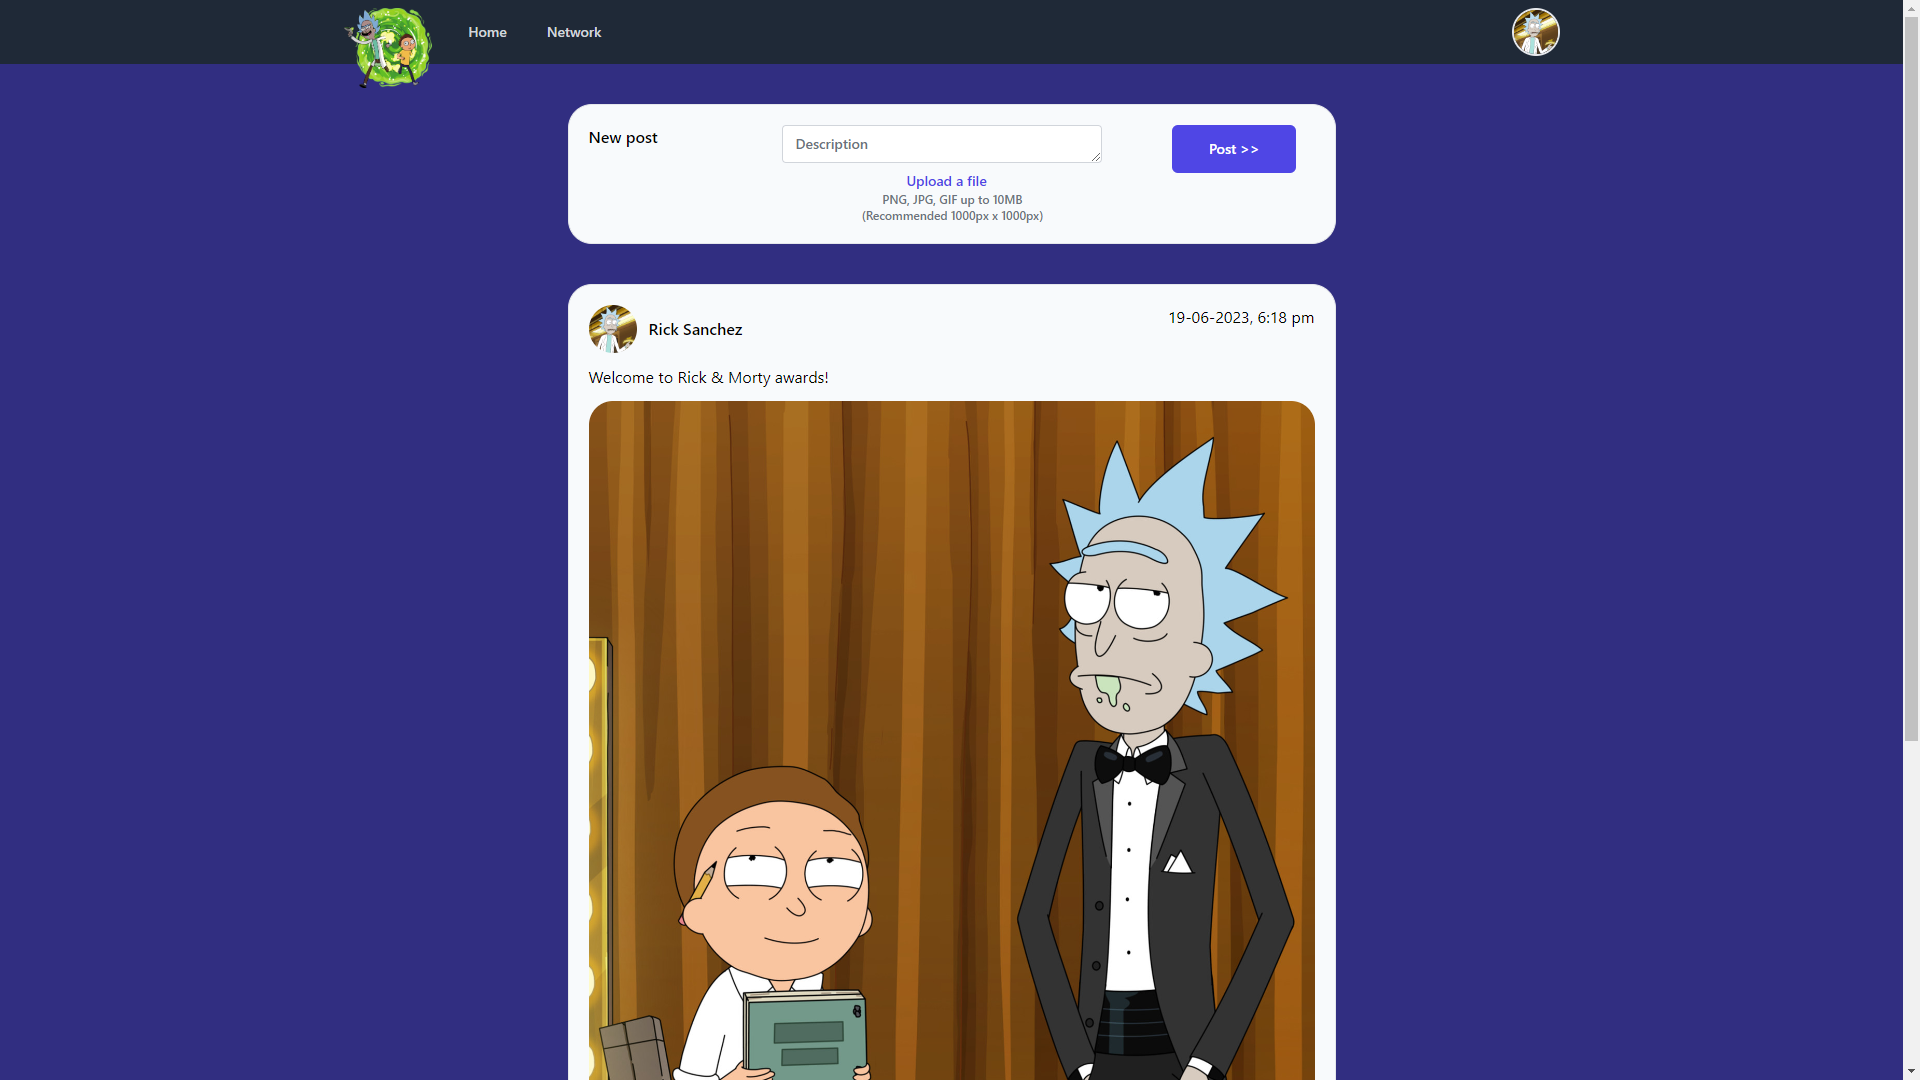 Home
Network
New post
Description
Post >>
Upload a file
PNG, JPG, GIF up to 10MB
(Recommended 1000px x 1000px)
Rick Sanchez
19-06-2023, 6:18 pm
Welcome to Rick & Morty awards!